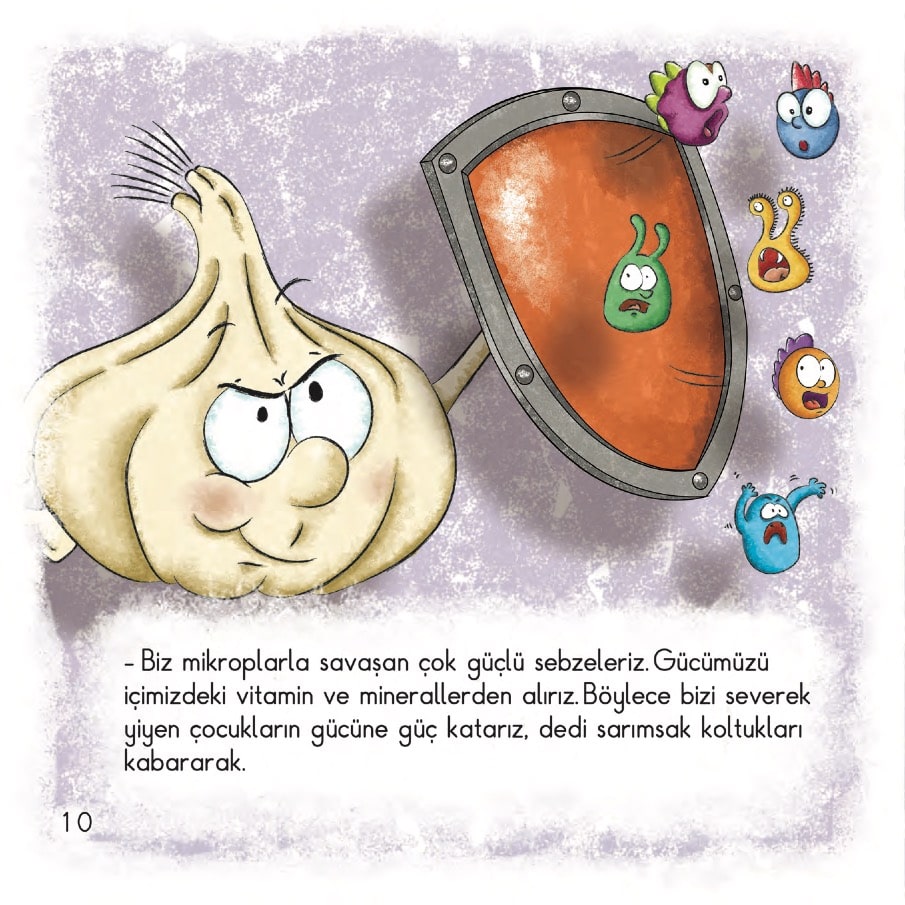 - Biz mikroplarla savaşan çok güçlü sebzeleriz. Gücümüzü
içimizdeki vitamin ve minerallerden alırız. Böylece bizi severek
yiyen çocukların gücüne güç katarız, dedi sarımsak koltukları
kabararak.
10